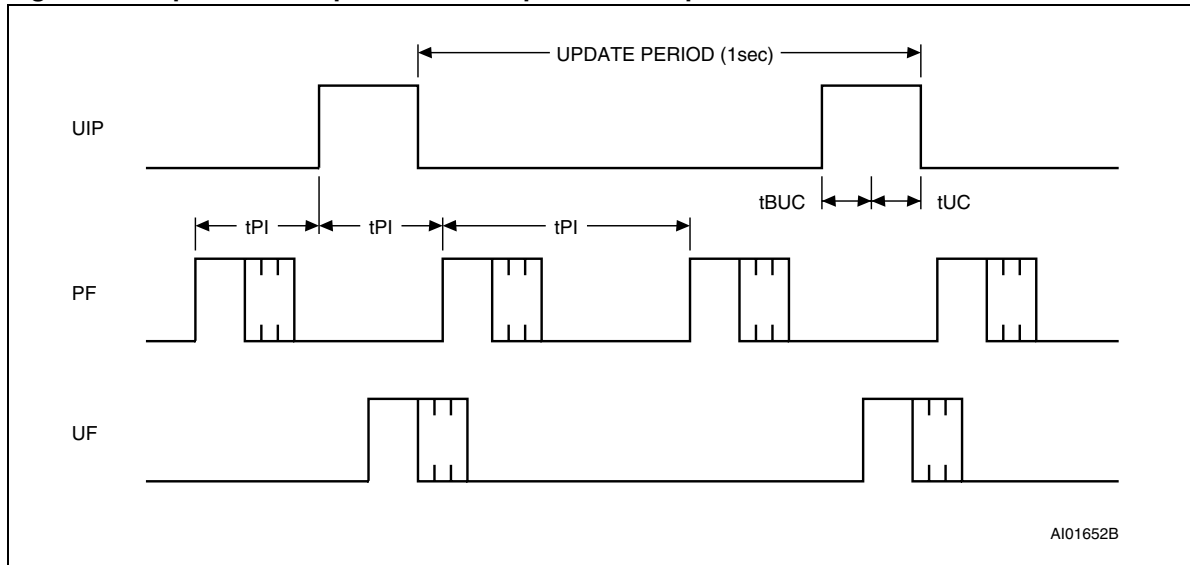 UPDATE PERIOD (1sec)
UIP
tBUC
tUC
tPI
tPI
tPI
PF
UF
AI01652B